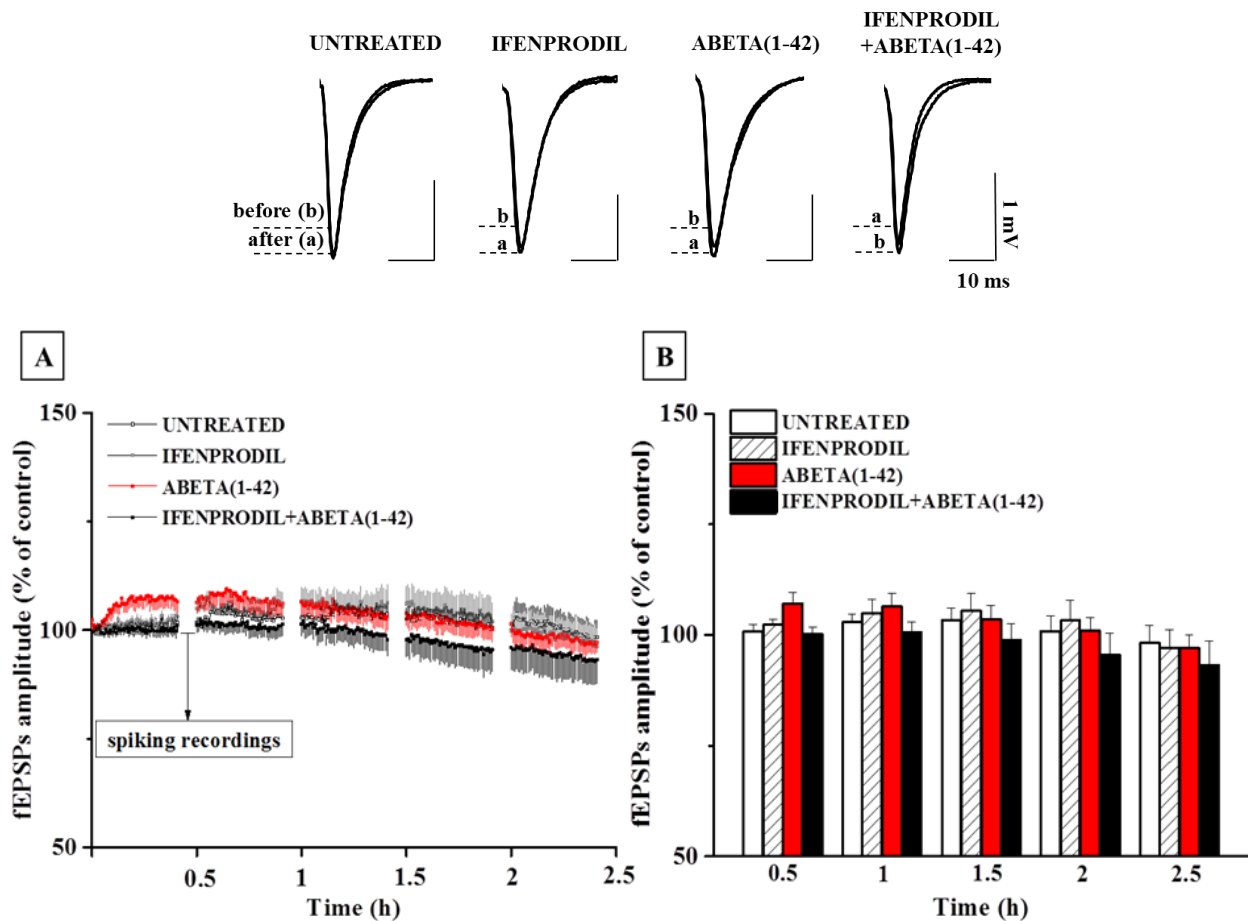 UNTREATED
IFENPRODIL
ABETA(1-42)
IFENPRODIL
+ABETA(1-42)
before (b)
after (a)
b
a
b
a
a
b
1 mV
10 ms
A
150
100
50
fEPSPs amplitude (% of control)
UNTREATED
IFENPRODIL
ABETA(1-42)
IFENPRODIL+ABETA(1-42)
spiking recordings
0.5
1
1.5
2
2.5
Time (h)
B
150
100
50
fEPSPs amplitude (% of control)
UNTREATED
IFENPRODIL
ABETA(1-42)
IFENPRODIL+ABETA(1-42)
0.5
1
1.5
2
2.5
Time (h)